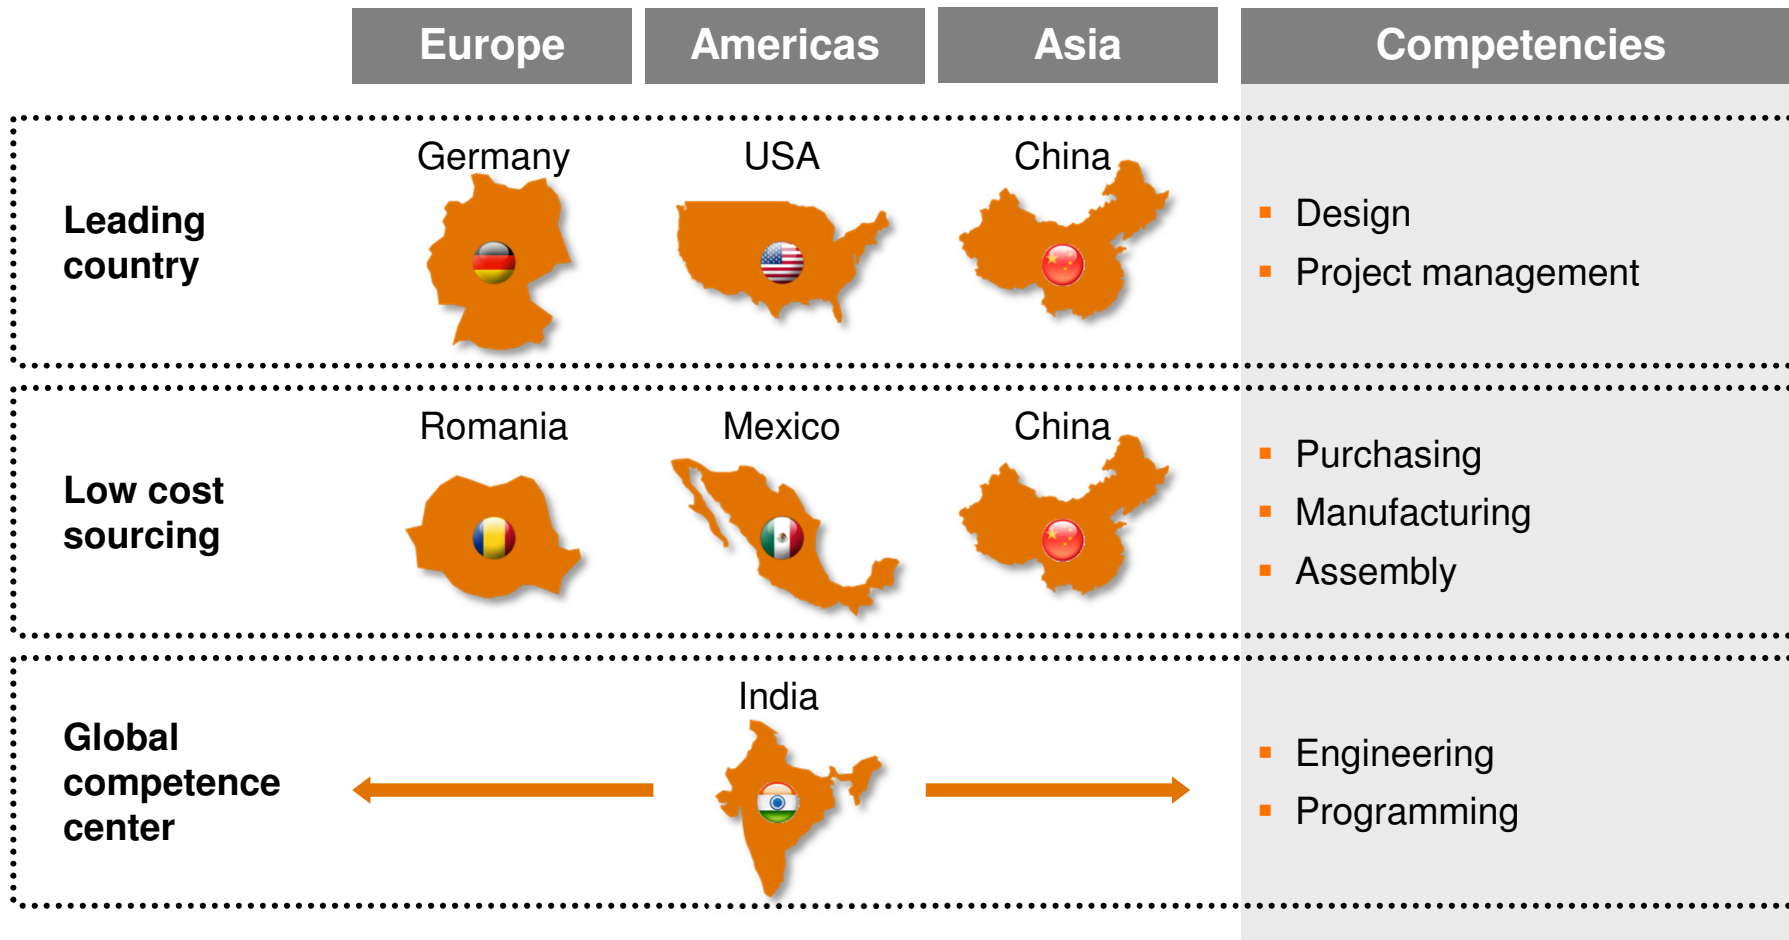 Europe
Americas
Asia
Competencies
Leading
country
Germany
USA
China
Design
Project management
Low cost
sourcing
Romania
Mexico
China
Purchasing
Manufacturing
Assembly
Global
competence
center
India
Engineering
Programming